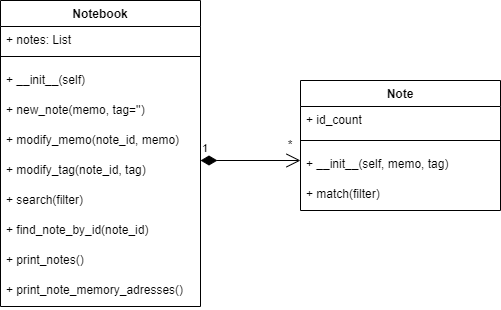 Notebook
+ notes: List
+ __init__(self)
+ new_note(memo, tag='')
+ modify_memo(note_id, memo)
+ modify_tag(note_id, tag)
+ search(filter)
+ find_note_by_id(note_id)
+ print_notes()
+ print_note_memory_adresses()
1
*
Note
+ id_count
+ __init__(self, memo, tag)
+ match(filter)